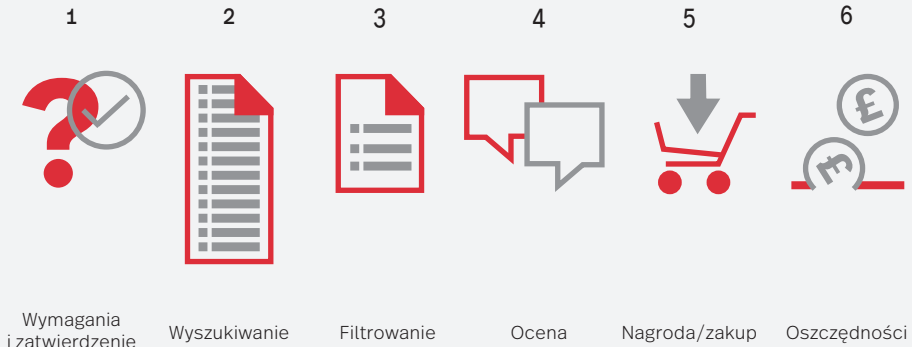 1 2 3 4 5 6
£
£
Wymagania
i zatwierdzenie Wyszukiwanie Filtrowanie Ocena Nagroda/zakup Oszczędności